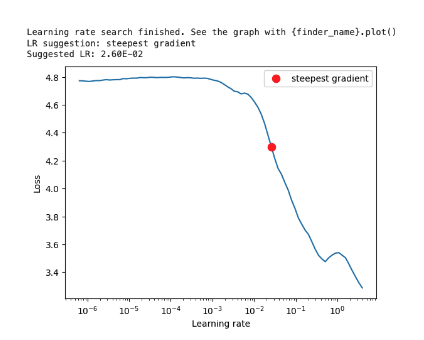 Learning rate search finished. See the graph with {finder_name}.plot()
LR suggestion: steepest gradient
Suggested LR: 2.60E-02
steepest gradient
4.8
4.6
4.4
4.2
4.0
3.8
3.6
3.4
Loss
10⁻⁶ 10⁻⁵ 10⁻⁴ 10⁻³ 10⁻² 10⁻¹ 10⁰
Learning rate